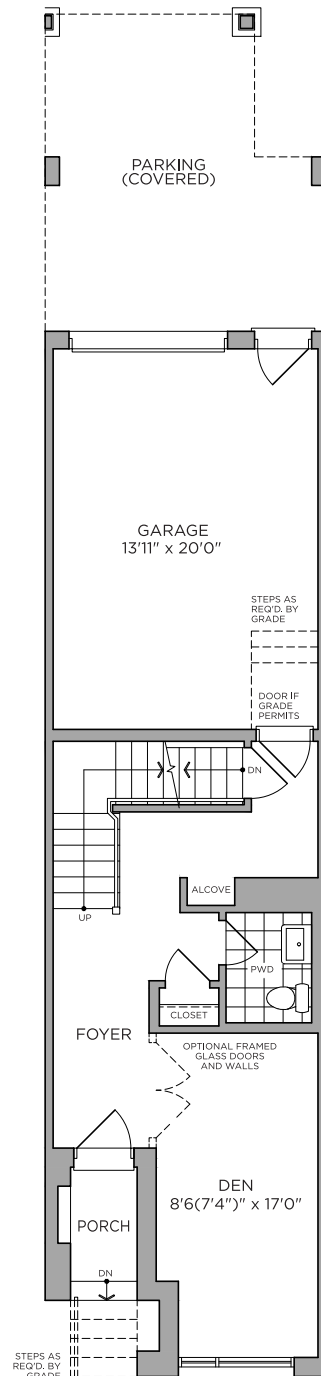 PARKING
(COVERED)
GARAGE
13'11" x 20'0"
STEPS AS
REQ'D. BY
GRADE
DOOR IF
GRADE
PERMITS
DN
ALCOVE
UP
PWD
CLOSET
FOYER
OPTIONAL FRAMED
GLASS DOORS
AND WALLS
DEN
8'6(7'4")" x 17'0"
PORCH
DN
STEPS AS
REQ'D. BY
GRADE